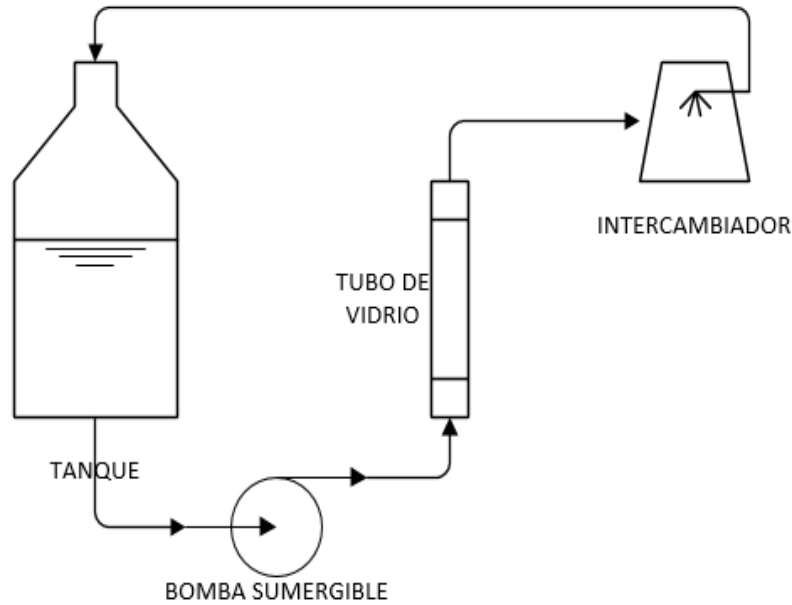 INTERCAMBIADOR
TUBO DE
VIDRIO
TANQUE
BOMBA SUMERGIBLE